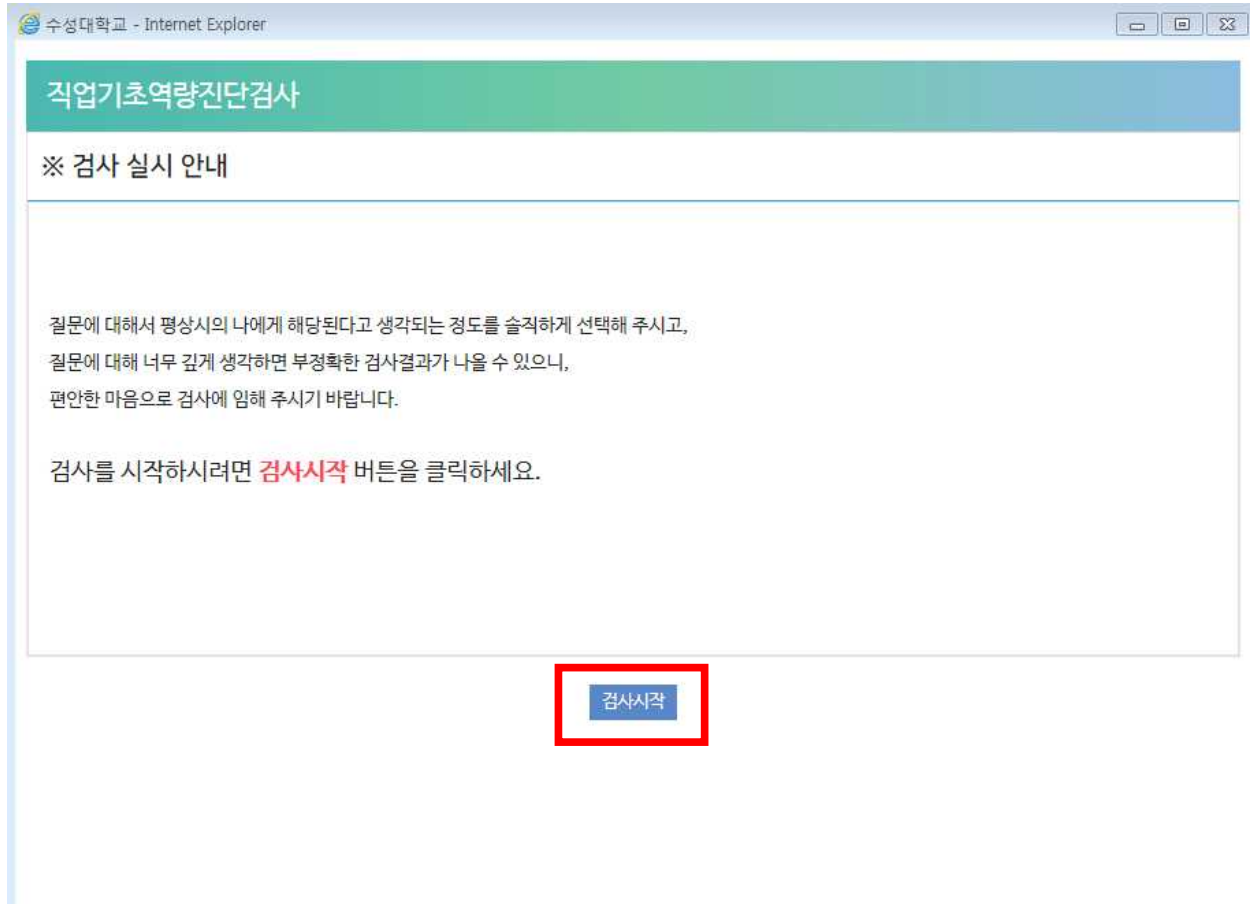 수성대학교 - Internet Explorer
직업기초역량진단검사
※ 검사 실시 안내
질문에 대해서 평상시의 나에게 해당된다고 생각되는 정도를 솔직하게 선택해 주시고,
질문에 대해 너무 깊게 생각하면 부정확한 검사결과가 나올 수 있으니,
편안한 마음으로 검사에 임해 주시기 바랍니다.
검사를 시작하시려면 검사시작 버튼을 클릭하세요.
검사시작